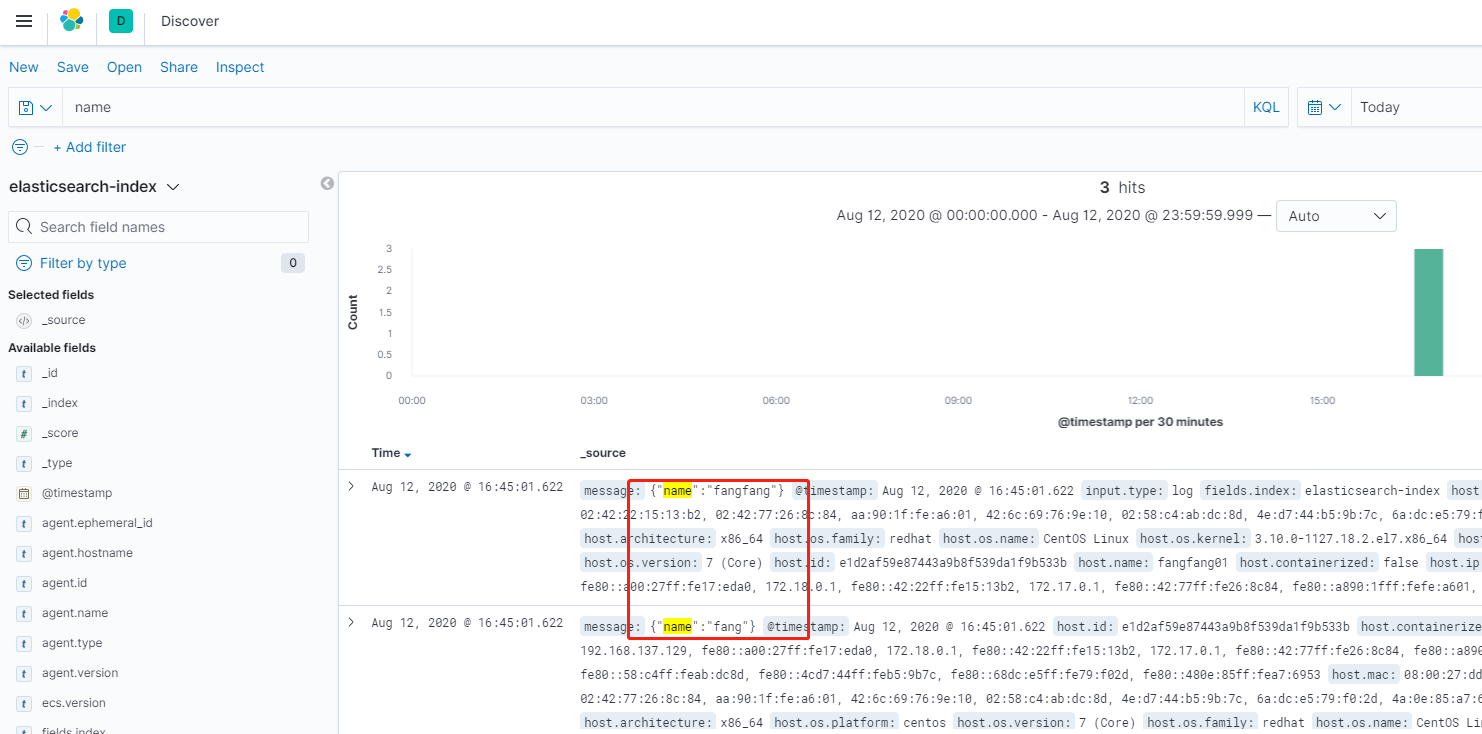 D Discover
New Save Open Share Inspect
name KQL Today
+ Add filter
elasticsearch-index
Search field names
Filter by type 0
Selected fields
_source
Available fields
t _id
t _index
# _score
t _type
@timestamp
t agent.ephemeral_id
t agent.hostname
t agent.id
t agent.name
t agent.type
t agent.version
t ecs.version
t fields.index
3 hits
Aug 12, 2020 @ 00:00:00.000 - Aug 12, 2020 @ 23:59:59.999 — Auto
Count
3
2.5
2
1.5
1
0.5
0
00:00 03:00 06:00 09:00 12:00 15:00
@timestamp per 30 minutes
Time _source
Aug 12, 2020 @ 16:45:01.622 message: {"name":"fangfang"} @timestamp: Aug 12, 2020 @ 16:45:01.622 input.type: log fields.index: elasticsearch-index host
02:42:22:15:13:b2, 02:42:77:26:8c:84, aa:90:1f:fe:a6:01, 42:6c:69:76:9e:10, 02:58:c4:ab:dc:8d, 4e:d7:44:b5:9b:7c, 6a:dc:e5:79:f
host.architecture: x86_64 host.os.family: redhat host.os.name: CentOS Linux host.os.kernel: 3.10.0-1127.18.2.el7.x86_64 hos
host.os.version: 7 (Core) host.id: e1d2af59e87443a9b8f539da1f9b533b host.name: fangfang01 host.containerized: false host.ip
fe80::a00:27ff:fe17:eda0, 172.18.0.1, fe80::42:22ff:fe15:13b2, 172.17.0.1, fe80::42:77ff:fe26:8c84, fe80::a890:1fff:fefe:a601,
Aug 12, 2020 @ 16:45:01.622 message: {"name":"fang"} @timestamp: Aug 12, 2020 @ 16:45:01.622 host.id: e1d2af59e87443a9b8f539da1f9b533b host.containerize
192.168.137.129, fe80::a00:27ff:fe17:eda0, 172.18.0.1, fe80::42:22ff:fe15:13b2, 172.17.0.1, fe80::42:77ff:fe26:8c84, fe80::a890
fe80::58:c4ff:feab:dc8d, fe80::4cd7:44ff:feb5:9b7c, fe80::68dc:e5ff:fe79:f02d, fe80::480e:85ff:fea7:6953 host.mac: 08:00:27:dd
02:42:77:26:8c:84, aa:90:1f:fe:a6:01, 42:6c:69:76:9e:10, 02:58:c4:ab:dc:8d, 4e:d7:44:b5:9b:7c, 6a:dc:e5:79:f0:2d, 4a:0e:85:a7:6
host.architecture: x86_64 host.os.platform: centos host.os.version: 7 (Core) host.os.family: redhat host.os.name: CentOS Li